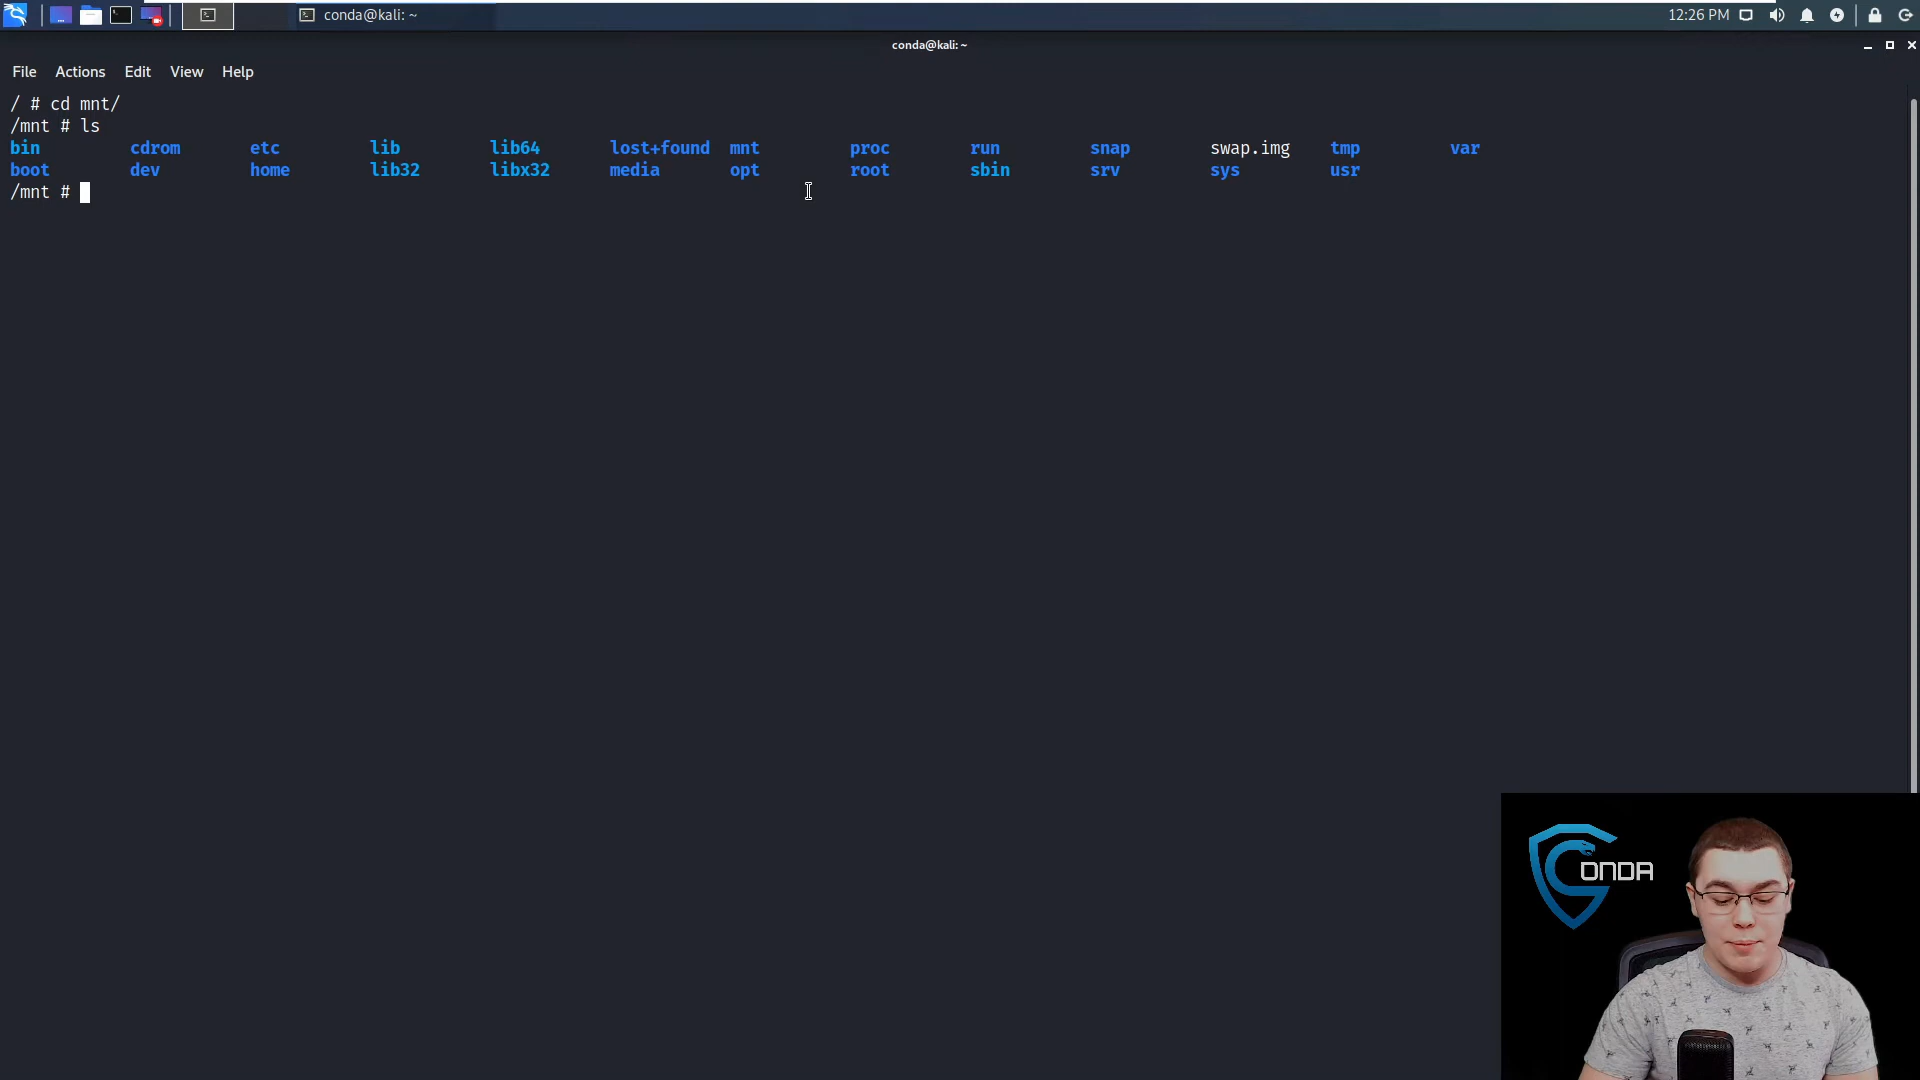 conda@kali: ~
12:26 PM
conda@kali: ~
File Actions Edit View Help
/ # cd mnt/
/mnt # ls
bin cdrom etc lib lib64 lost+found mnt proc run snap swap.img tmp var
boot dev home lib32 libx32 media opt root sbin srv sys usr
/mnt #
CONDA